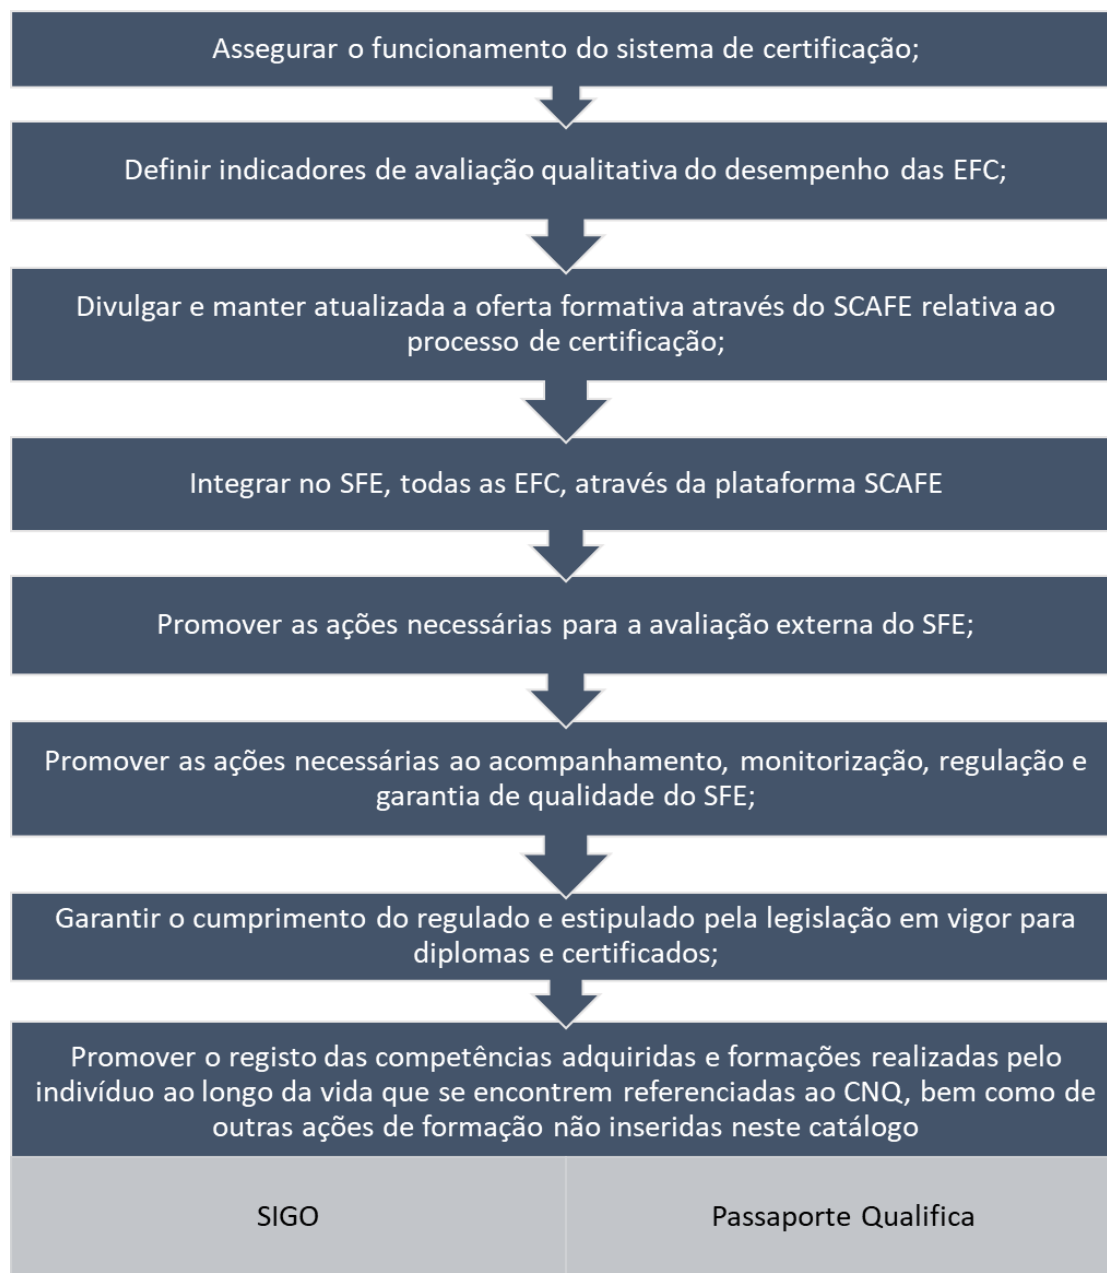 Assegurar o funcionamento do sistema de certificação;
Definir indicadores de avaliação qualitativa do desempenho das EFC;
Divulgar e manter atualizada a oferta formativa através do SCAFE relativa ao
processo de certificação;
Integrar no SFE, todas as EFC, através da plataforma SCAFE
Promover as ações necessárias para a avaliação externa do SFE;
Promover as ações necessárias ao acompanhamento, monitorização, regulação e
garantia de qualidade do SFE;
Garantir o cumprimento do regulado e estipulado pela legislação em vigor para
diplomas e certificados;
Promover o registo das competências adquiridas e formações realizadas pelo
indivíduo ao longo da vida que se encontrem referenciadas ao CNQ, bem como de
outras ações de formação não inseridas neste catálogo
SIGO
Passaporte Qualifica